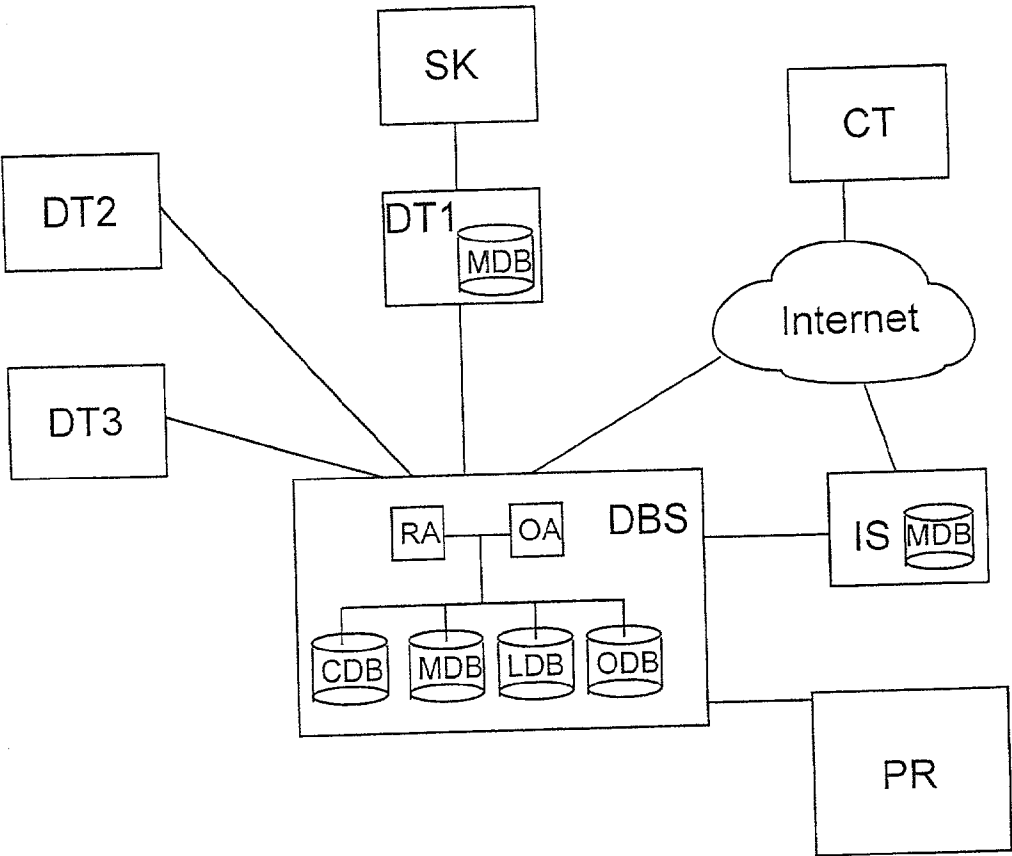 SK
CT
DT2
DT1
MDB
Internet
DT3
RA
OA
DBS
IS
MDB
CDB
MDB
LDB
ODB
PR